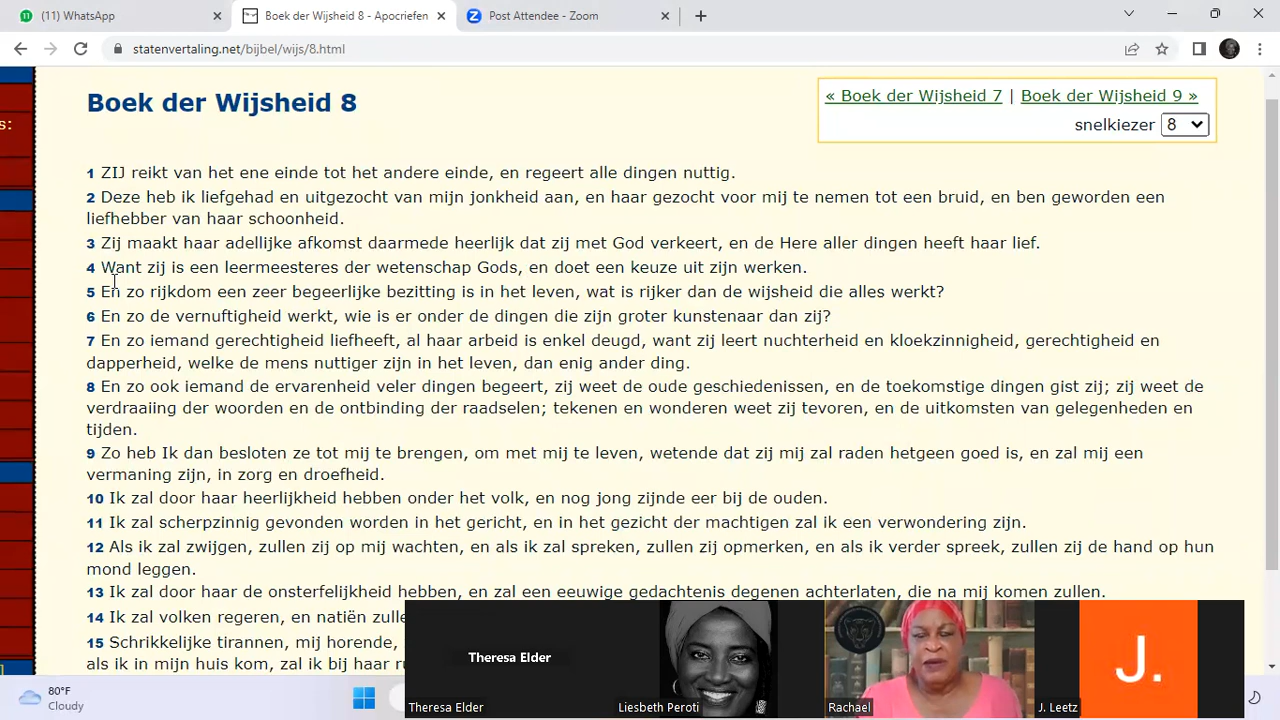 (11) WhatsApp
Boek der Wijsheid 8 - Apocriefen
Post Attendee - Zoom
statenvertaling.net/bijbel/wijs/8.html
s:
Boek der Wijsheid 8
« Boek der Wijsheid 7 | Boek der Wijsheid 9 »
snelkiezer 8
1 ZIJ reikt van het ene einde tot het andere einde, en regeert alle dingen nuttig.
2 Deze heb ik liefgehad en uitgezocht van mijn jonkheid aan, en haar gezocht voor mij te nemen tot een bruid, en ben geworden een
liefhebber van haar schoonheid.
3 Zij maakt haar adellijke afkomst daarmede heerlijk dat zij met God verkeert, en de Here aller dingen heeft haar lief.
4 Want zij is een leermeesteres der wetenschap Gods, en doet een keuze uit zijn werken.
5 En zo rijkdom een zeer begeerlijke bezitting is in het leven, wat is rijker dan de wijsheid die alles werkt?
6 En zo de vernuftigheid werkt, wie is er onder de dingen die zijn groter kunstenaar dan zij?
7 En zo iemand gerechtigheid liefheeft, al haar arbeid is enkel deugd, want zij leert nuchterheid en kloekzinnigheid, gerechtigheid en
dapperheid, welke de mens nuttiger zijn in het leven, dan enig ander ding.
8 En zo ook iemand de ervarenheid veler dingen begeert, zij weet de oude geschiedenissen, en de toekomstige dingen gist zij; zij weet de
verdraaiing der woorden en de ontbinding der raadselen; tekenen en wonderen weet zij tevoren, en de uitkomsten van gelegenheden en
tijden.
9 Zo heb Ik dan besloten ze tot mij te brengen, om met mij te leven, wetende dat zij mij zal raden hetgeen goed is, en zal mij een
vermaning zijn, in zorg en droefheid.
10 Ik zal door haar heerlijkheid hebben onder het volk, en nog jong zijnde eer bij de ouden.
11 Ik zal scherpzinnig gevonden worden in het gericht, en in het gezicht der machtigen zal ik een verwondering zijn.
12 Als ik zal zwijgen, zullen zij op mij wachten, en als ik zal spreken, zullen zij opmerken, en als ik verder spreek, zullen zij de hand op hun
mond leggen.
13 Ik zal door haar de onsterfelijkheid hebben, en zal een eeuwige gedachtenis degenen achterlaten, die na mij komen zullen.
14 Ik zal volken regeren, en natiën zulle
15 Schrikkelijke tirannen, mij horende,
als ik in mijn huis kom, zal ik bij haar
Theresa Elder
J.
Theresa Elder
Liesbeth Peroti
Rachael
J. Leetz
80°F
Cloudy